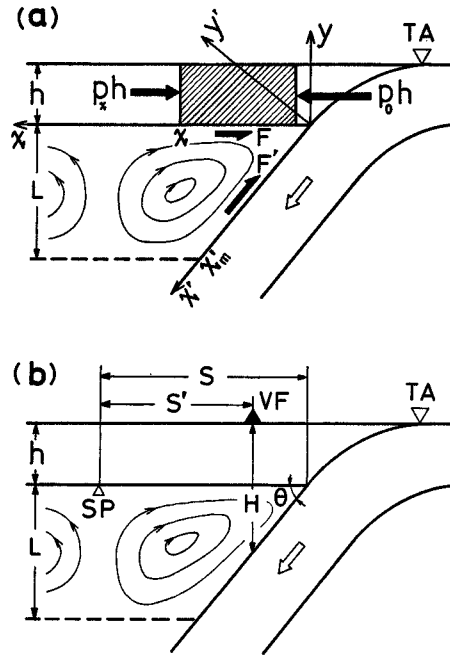 (a)
y'
y
TA
h
pₓh
p₀h
x
x
F
F'
L
x'ₘ
x'
(b)
S
S'
VF
TA
h
SP
H
θ
L